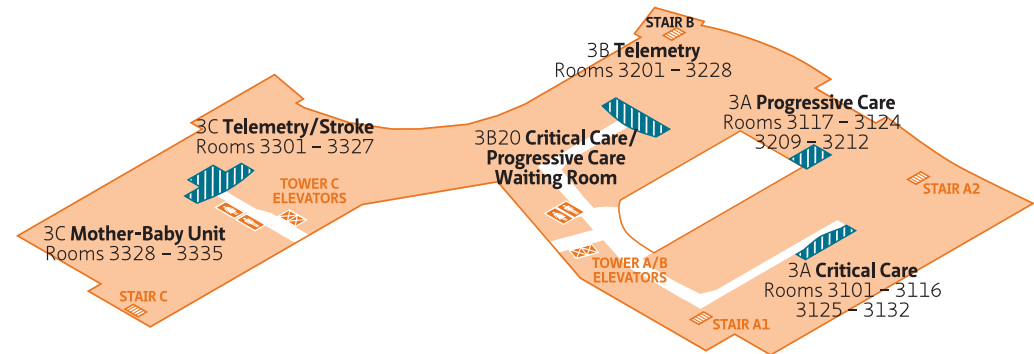 STAIR B
3B Telemetry
Rooms 3201 – 3228
3A Progressive Care
Rooms 3117 – 3124
3209 – 3212
3C Telemetry/Stroke
Rooms 3301 – 3327
3B20 Critical Care/
Progressive Care
Waiting Room
TOWER C
ELEVATORS
STAIR A2
3C Mother-Baby Unit
Rooms 3328 – 3335
TOWER A/B
ELEVATORS
3A Critical Care
Rooms 3101 – 3116
3125 – 3132
STAIR C
STAIR A1